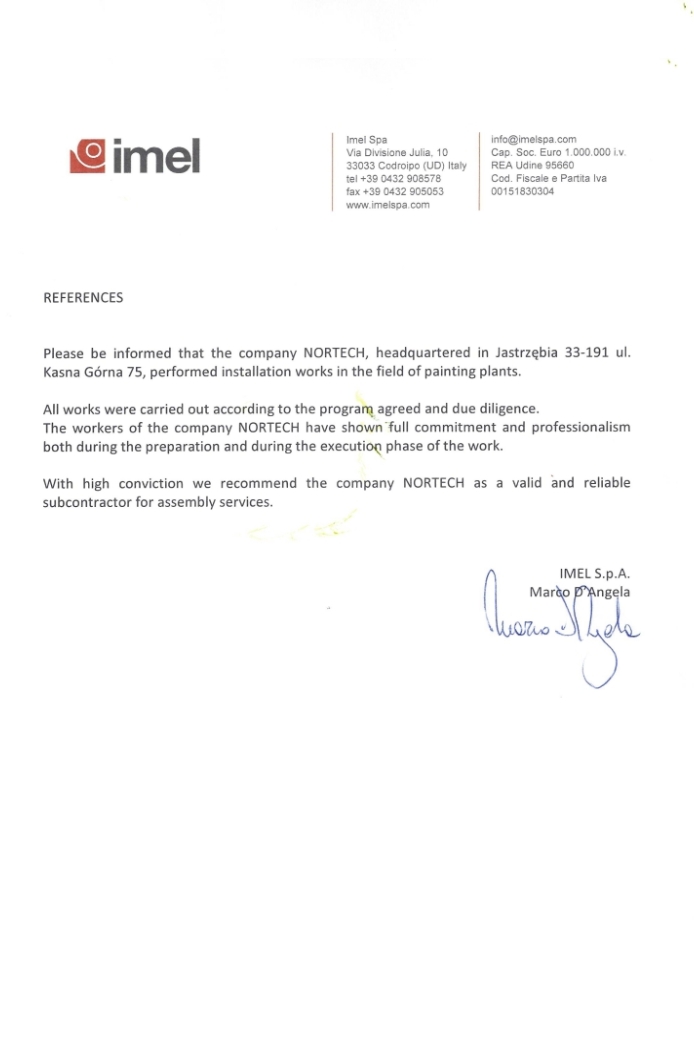 imel
Imel Spa
Via Divisione Julia, 10
33033 Codroipo (UD) Italy
tel +39 0432 908578
fax +39 0432 905053
www.imelspa.com
info@imelspa.com
Cap. Soc. Euro 1.000.000 i.v.
REA Udine 95660
Cod. Fiscale e Partita Iva
00151830304
REFERENCES
Please be informed that the company NORTECH, headquartered in Jastrzębia 33-191 ul.
Kasna Górna 75, performed installation works in the field of painting plants.
All works were carried out according to the program agreed and due diligence.
The workers of the company NORTECH have shown full commitment and professionalism
both during the preparation and during the execution phase of the work.
With high conviction we recommend the company NORTECH as a valid and reliable
subcontractor for assembly services.
IMEL S.p.A.
Marco D'Angela
Marco D'Angela